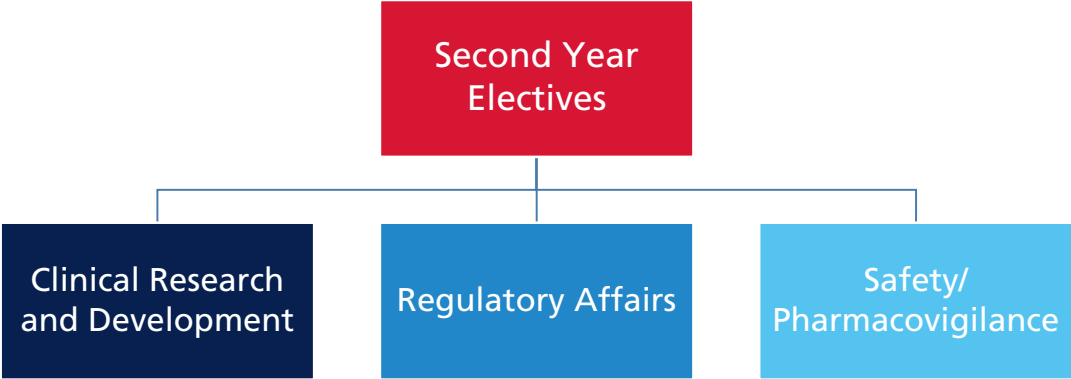 Second Year
Electives
Clinical Research
and Development
Regulatory Affairs
Safety/
Pharmacovigilance